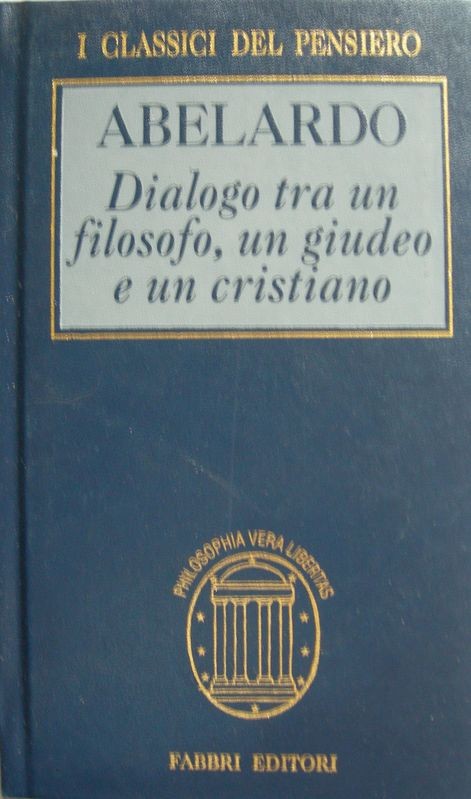 I CLASSICI DEL PENSIERO
ABELARDO
Dialogo tra un
filosofo, un giudeo
e un cristiano
PHILOSOPHIA VERA LIBERTAS
FABBRI EDITORI